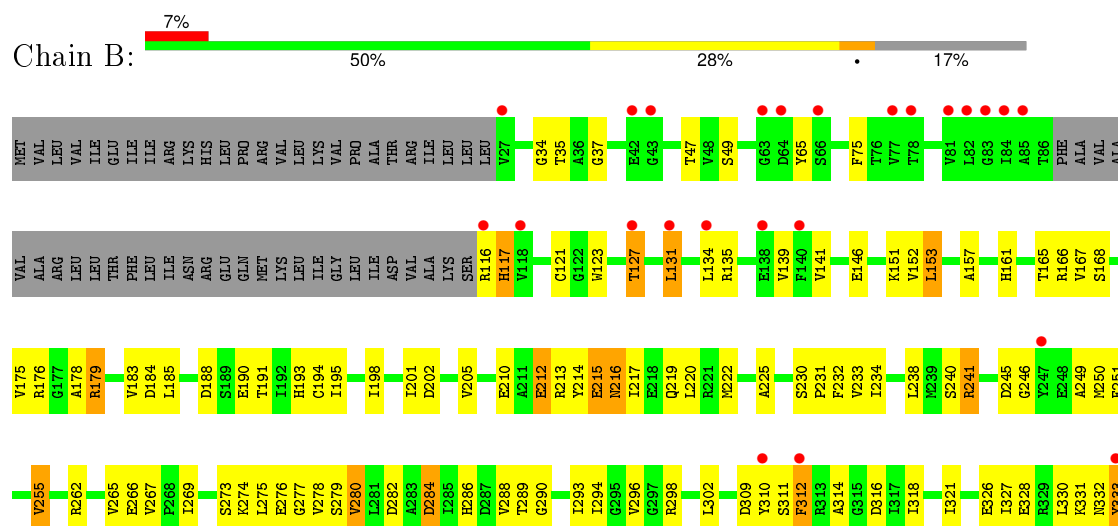 7%
Chain B:
50% 28% • 17%
MET VAL LEU VAL ILE GLU ILE ILE ILE ARG LYS HIS LEU PRO ARG VAL LEU LYS VAL PRO ALA THR ARG ILE LEU LEU LEU V27 G34 T35 A36 G37 E42 G43 T47 V48 S49 G63 D64 Y65 S66 F75 T76 V77 T78 V81 L82 G83 I84 A85 T86 PHE ALA VAL ALA
VAL ALA ARG LEU LEU THR PHE LEU ILE ASN ARG GLU GLN MET LYS LEU ILE GLY LEU ILE ASP VAL ALA LYS SER R116 H117 V118 C121 G122 W123 T127 L131 L134 R135 E138 V139 F140 V141 E146 K151 V152 L153 A157 H161 T165 R166 V167 S168
V175 R176 G177 A178 R179 V183 D184 L185 D188 S189 E190 T191 I192 H193 C194 I195 I198 I201 D202 V205 E210 A211 E212 R213 Y214 E215 N216 I217 E218 Q219 L220 R221 M222 A225 S230 P231 F232 V233 I234 L238 M239 S240 R241 D245 G246 Y247 E248 A249 M250
V255 R262 V265 E266 V267 P268 I269 S273 K274 L275 E276 G277 V278 S279 V280 L281 D282 A283 D284 I285 H286 D287 V288 T289 G290 I293 I294 G295 V296 G297 R298 L302 D309 Y310 S311 F312 R313 A314 G315 D316 I317 I318 I321 E326 I327 E328 R329 L330 K331 N332